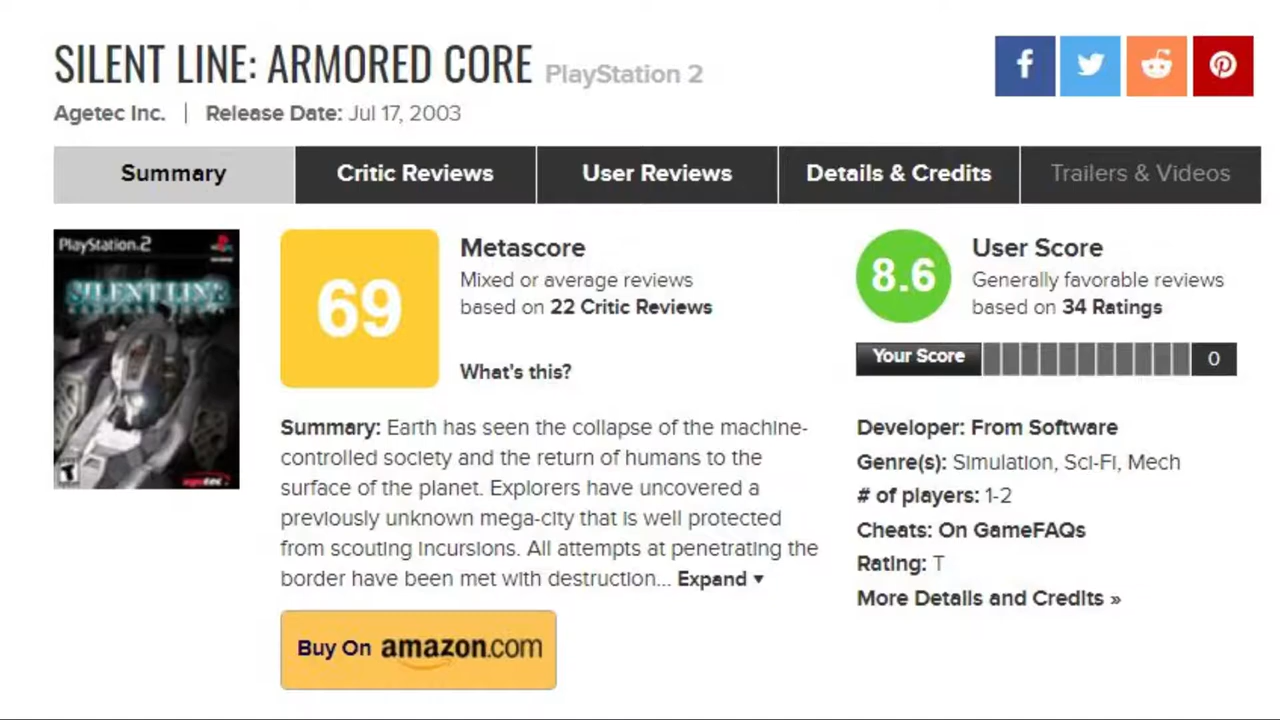 SILENT LINE: ARMORED CORE PlayStation 2
Agetec Inc. | Release Date: Jul 17, 2003
Summary Critic Reviews User Reviews Details & Credits Trailers & Videos
PlayStation.2
SILENT LINE
69
Metascore
Mixed or average reviews
based on 22 Critic Reviews
What's this?
8.6
User Score
Generally favorable reviews
based on 34 Ratings
Your Score 0
Summary: Earth has seen the collapse of the machine-
controlled society and the return of humans to the
surface of the planet. Explorers have uncovered a
previously unknown mega-city that is well protected
from scouting incursions. All attempts at penetrating the
border have been met with destruction... Expand ▼
Buy On amazon.com
Developer: From Software
Genre(s): Simulation, Sci-Fi, Mech
# of players: 1-2
Cheats: On GameFAQs
Rating: T
More Details and Credits »